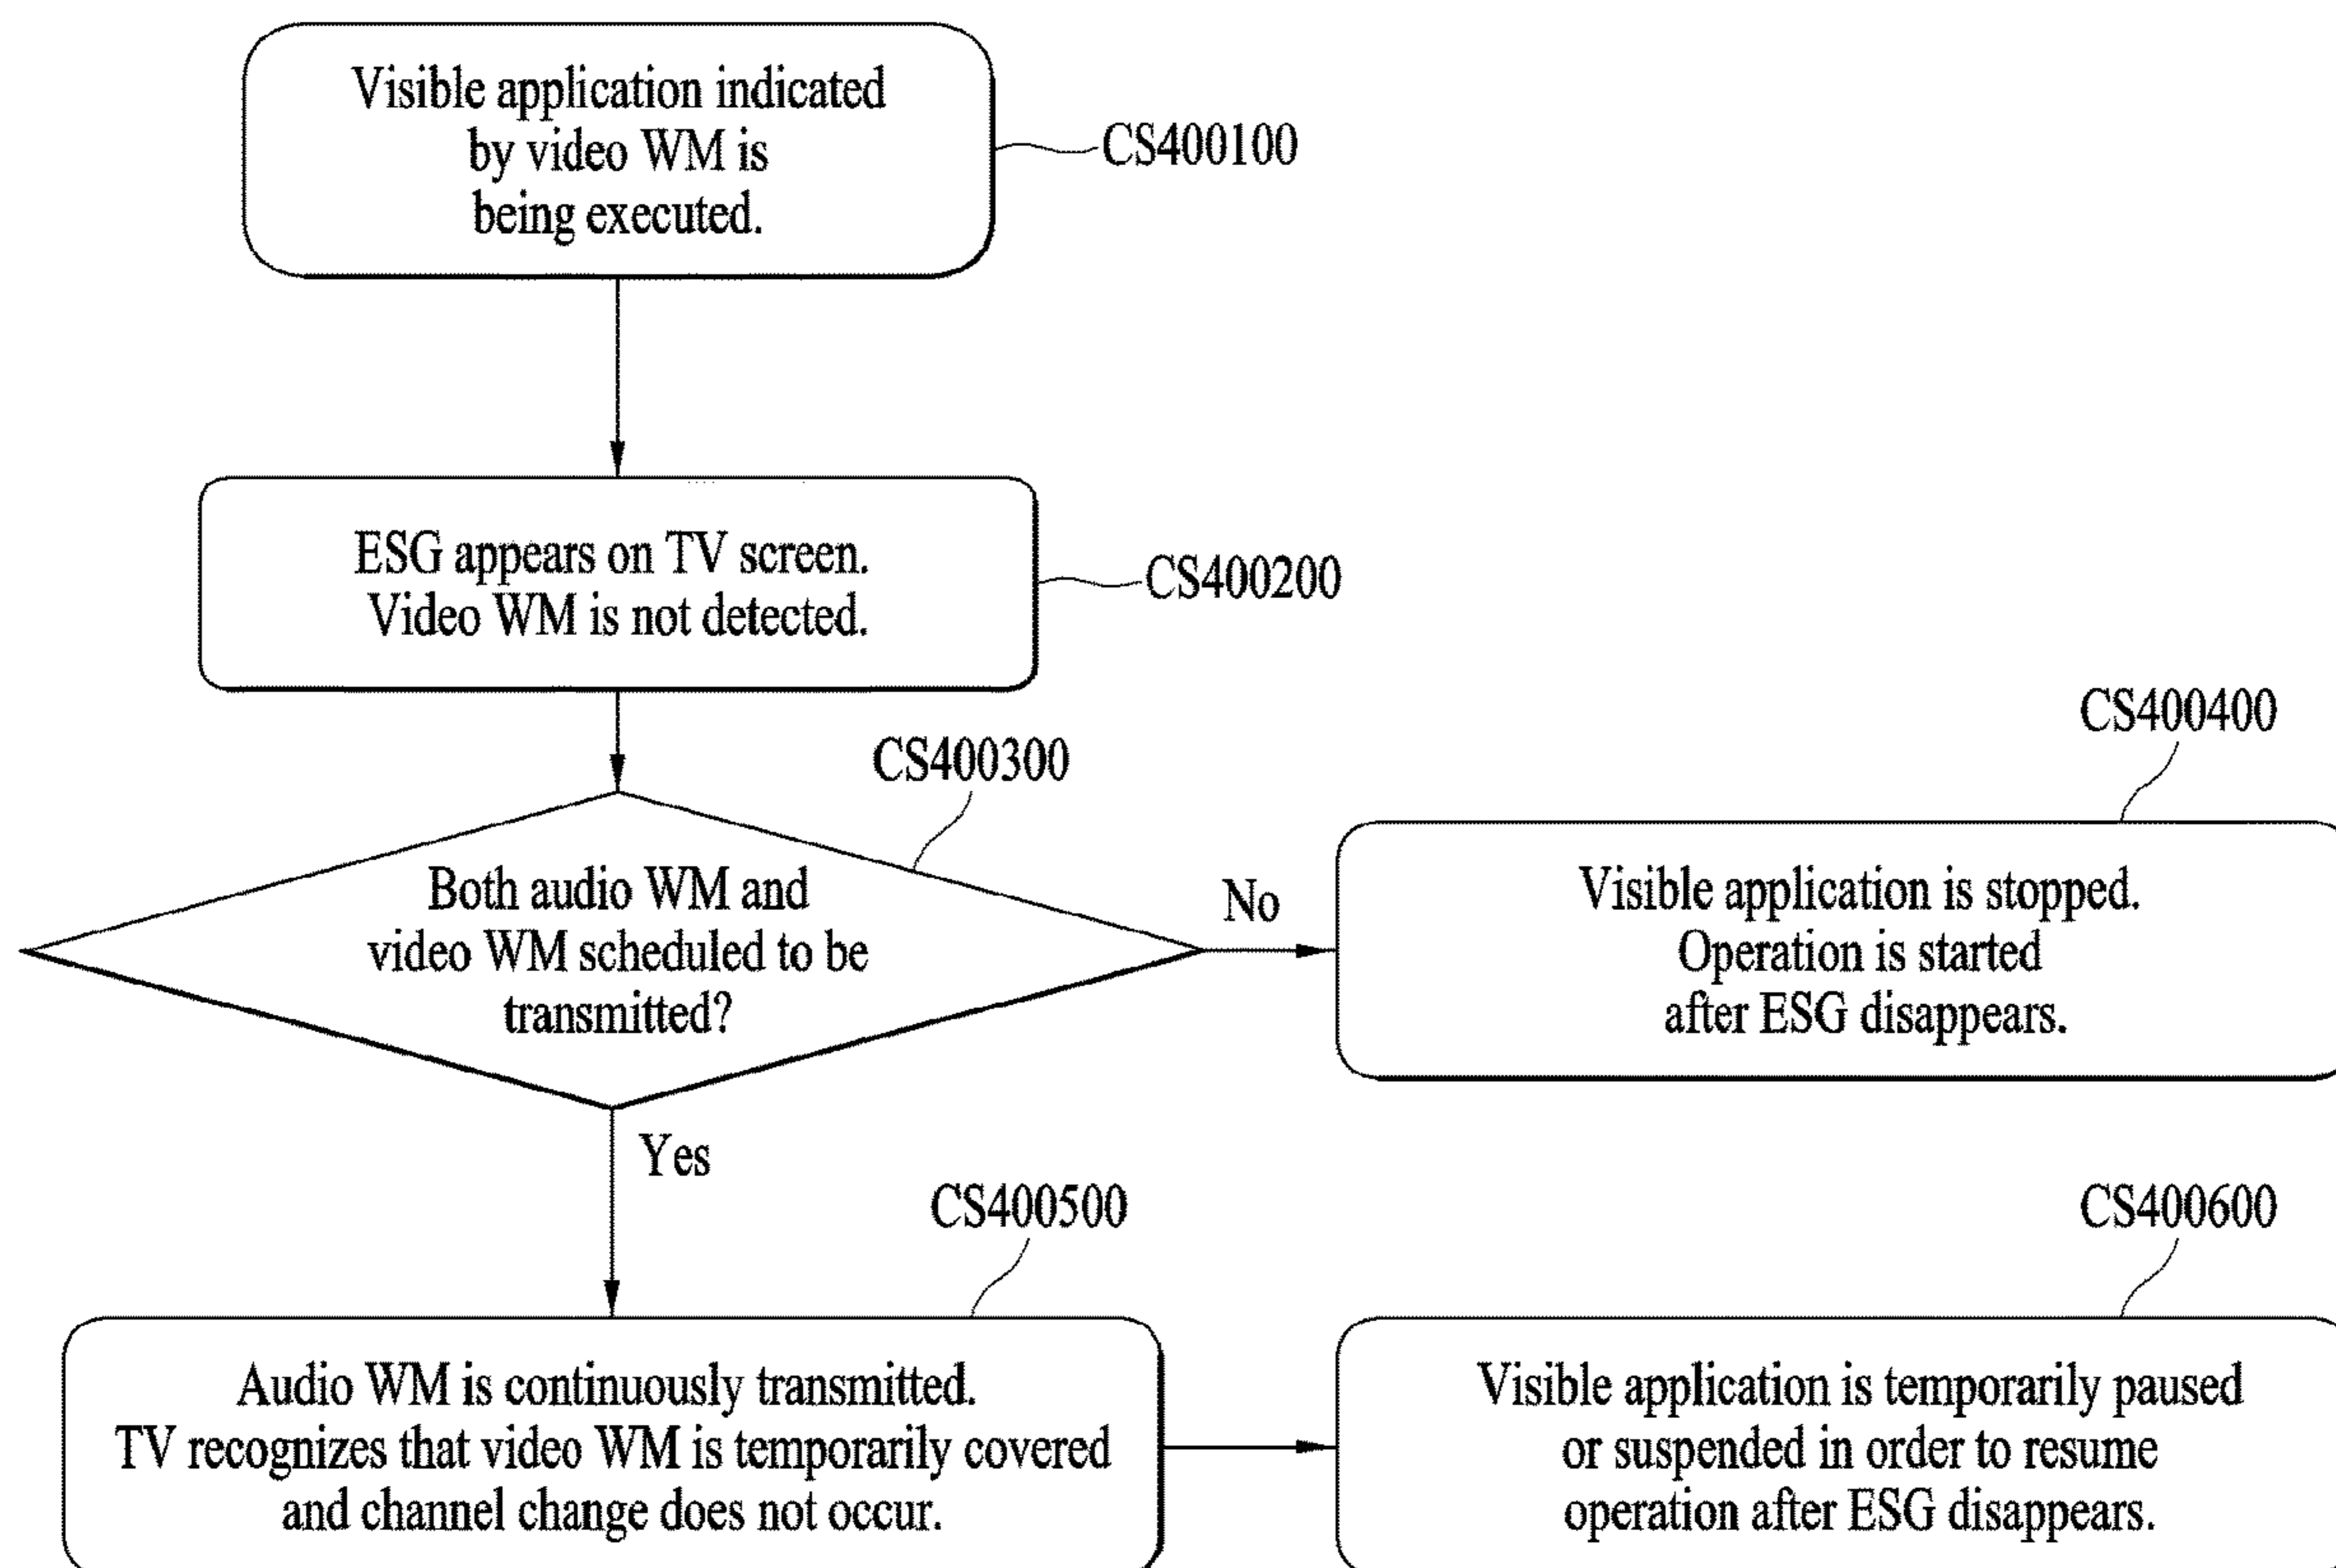 Visible application indicated
by video WM is
being executed.
CS400100
ESG appears on TV screen.
Video WM is not detected.
CS400200
CS400300
Both audio WM and
video WM scheduled to be
transmitted?
No
CS400400
Visible application is stopped.
Operation is started
after ESG disappears.
Yes
CS400500
Audio WM is continuously transmitted.
TV recognizes that video WM is temporarily covered
and channel change does not occur.
CS400600
Visible application is temporarily paused
or suspended in order to resume
operation after ESG disappears.